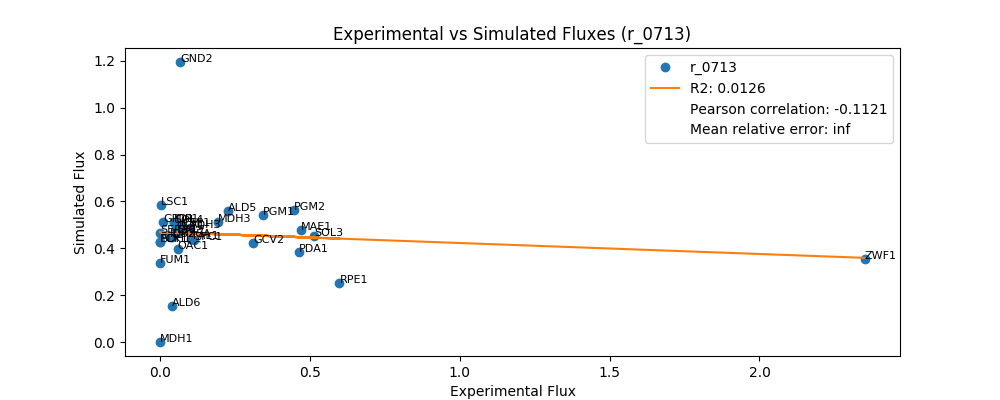 Experimental vs Simulated Fluxes (r_0713)
r_0713
R2: 0.0126
Pearson correlation: -0.1121
Mean relative error: inf
Simulated Flux
1.2
1.0
0.8
0.6
0.4
0.2
0.0
GND2
LSC1
ALD5
PGM1
PGM2
MDH3
MAE1
SOL3
GCV2
PDA1
OAC1
FUM1
RPE1
ZWF1
ALD6
MDH1
0.0
0.5
1.0
1.5
2.0
Experimental Flux